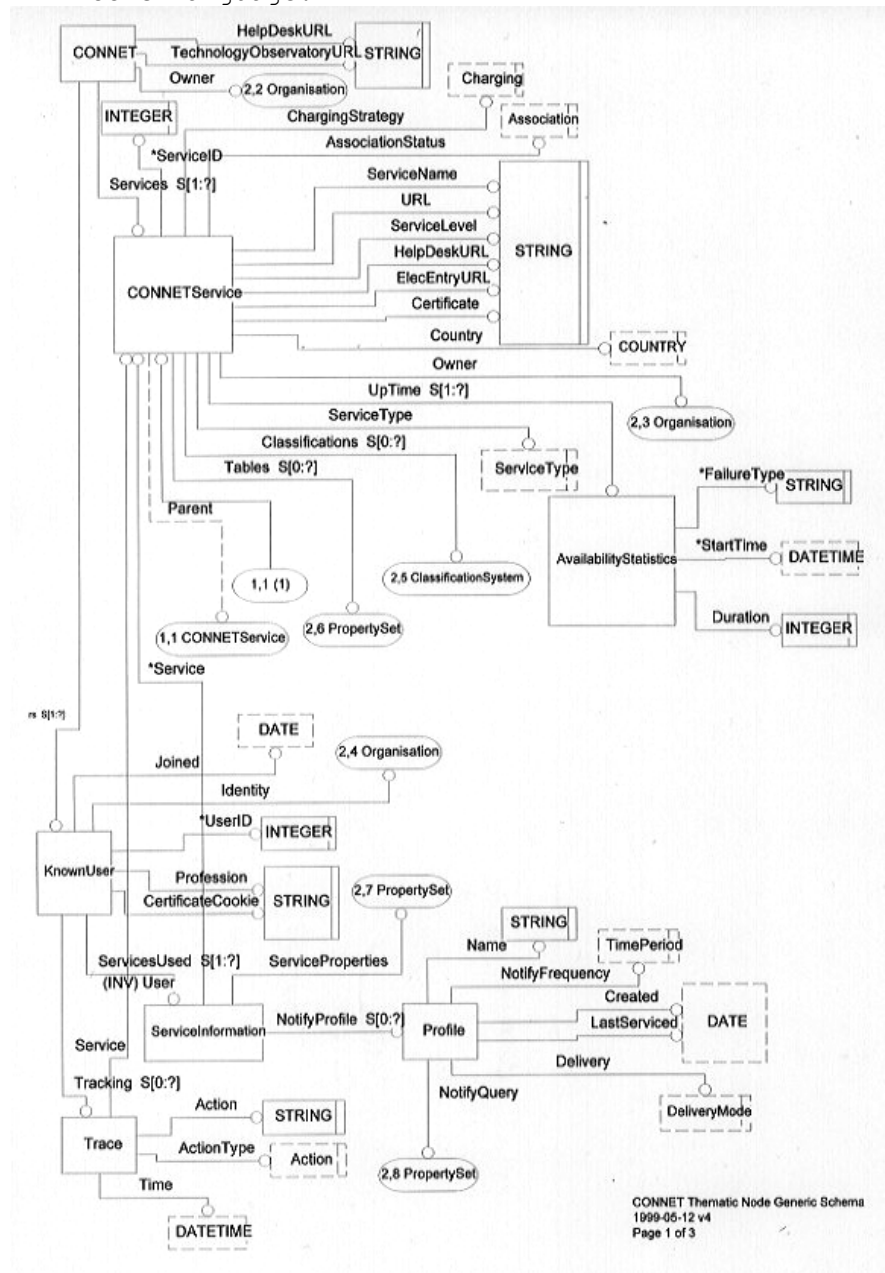 HelpDeskURL
CONNET
TechnologyObservatoryURL
STRING
Owner
2,2 Organisation
Charging
INTEGER
ChargingStrategy
Association
AssociationStatus
*ServiceID
ServiceName
Services S[1:?]
URL
ServiceLevel
HelpDeskURL
STRING
ElecEntryURL
CONNETService
Certificate
Country
COUNTRY
Owner
UpTime S[1:?]
2,3 Organisation
ServiceType
Classifications S[0:?]
ServiceType
Tables S[0:?]
*FailureType
STRING
Parent
*StartTime
AvailabilityStatistics
DATETIME
1,1 (1)
2,5 ClassificationSystem
Duration
INTEGER
2,6 PropertySet
1,1 CONNETService
*Service
rs S[1:?]
DATE
2,4 Organisation
Joined
Identity
*UserID
INTEGER
KnownUser
Profession
2,7 PropertySet
CertificateCookie
STRING
STRING
Name
TimePeriod
ServicesUsed S[1:?]
ServiceProperties
NotifyFrequency
(INV) User
Created
ServiceInformation
NotifyProfile S[0:?]
Profile
LastServiced
DATE
Service
Delivery
Tracking S[0:?]
NotifyQuery
Action
STRING
DeliveryMode
Trace
ActionType
Action
2,8 PropertySet
Time
DATETIME
CONNET Thematic Node Generic Schema
1999-05-12 v4
Page 1 of 3